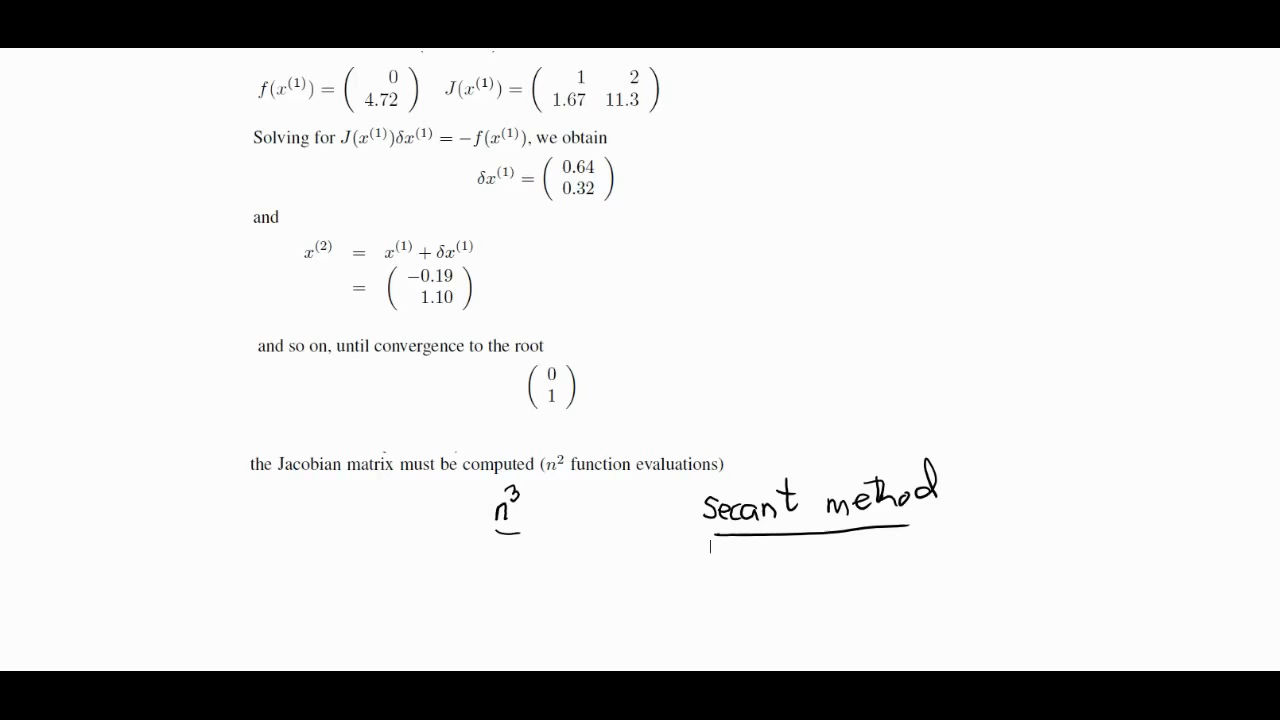 f(x⁽¹⁾) = ( 0 4.72 ) J(x⁽¹⁾) = ( 1 2 1.67 11.3 )
Solving for J(x⁽¹⁾)δx⁽¹⁾ = −f(x⁽¹⁾), we obtain
δx⁽¹⁾ = ( 0.64 0.32 )
and
x⁽²⁾ = x⁽¹⁾ + δx⁽¹⁾
= ( −0.19 1.10 )
and so on, until convergence to the root
( 0 1 )
the Jacobian matrix must be computed (n² function evaluations)
n³ secant method